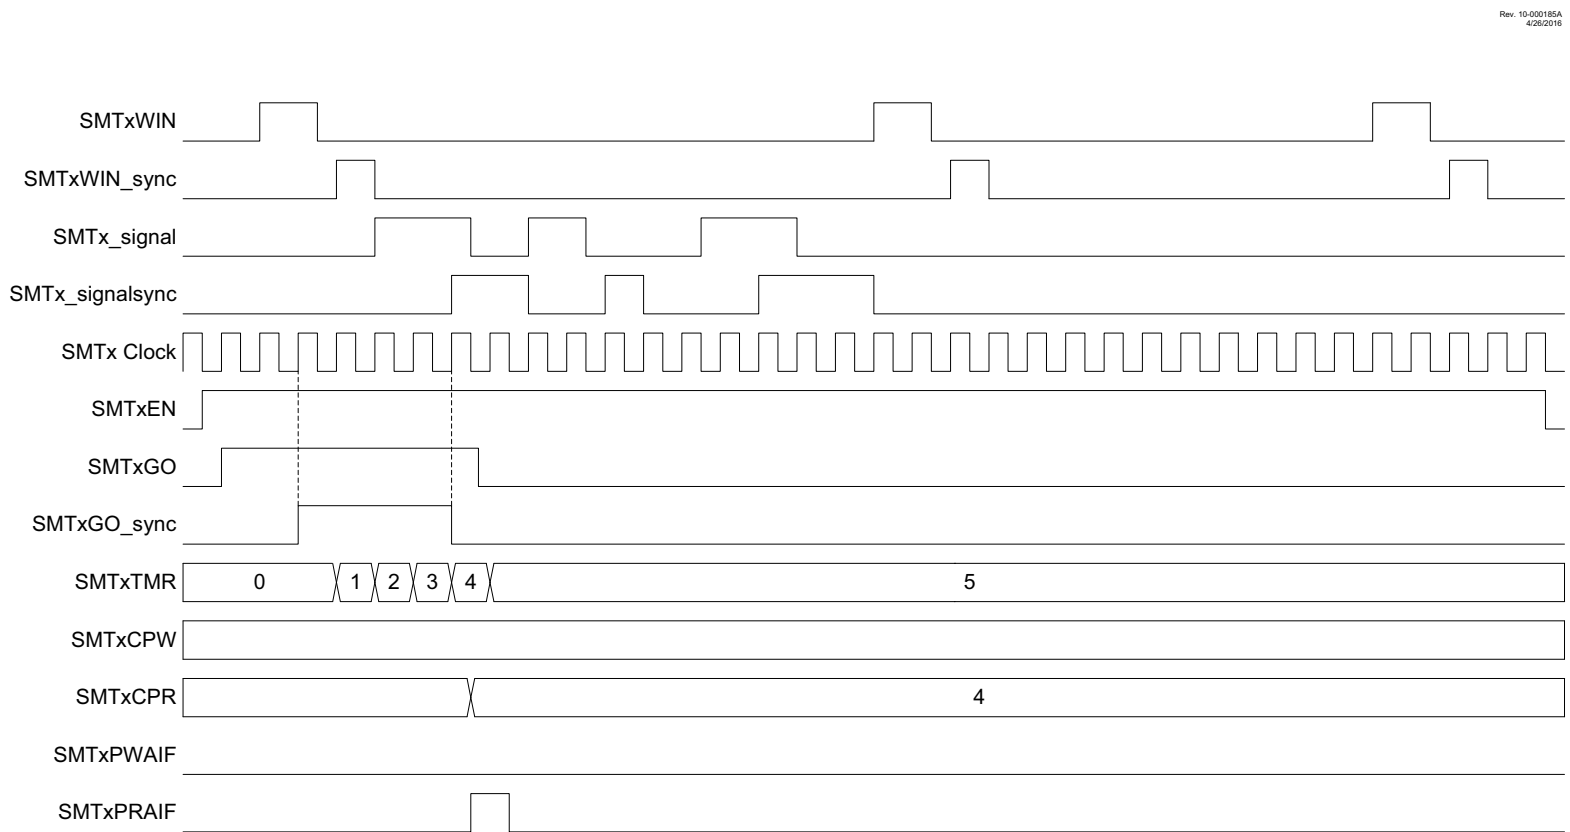 Rev. 10-000185A
4/26/2016
SMTxWIN
SMTxWIN_sync
SMTx_signal
SMTx_signalsync
SMTx Clock
SMTxEN
SMTxGO
SMTxGO_sync
SMTxTMR 0 1 2 3 4 5
SMTxCPW
SMTxCPR 4
SMTxPWAIF
SMTxPRAIF